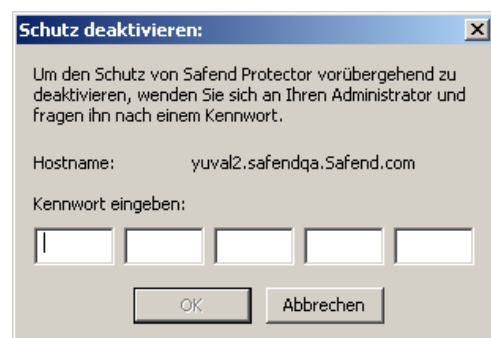 Schutz deaktivieren:
Um den Schutz von Safend Protector vorübergehend zu
deaktivieren, wenden Sie sich an Ihren Administrator und
fragen ihn nach einem Kennwort.
Hostname: yuval2.safendqa.Safend.com
Kennwort eingeben:
OK Abbrechen